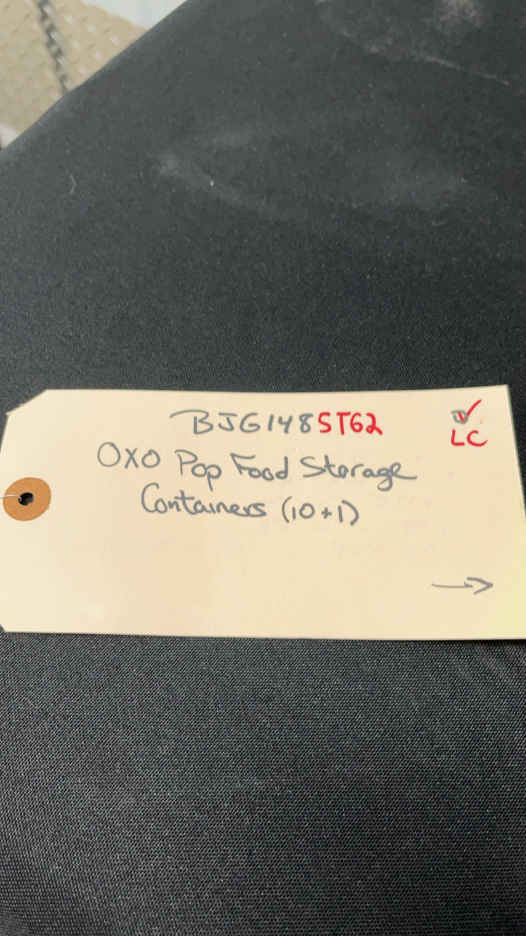 BJG148ST62
LC
OXO Pop Food Storage
Containers (10+1)